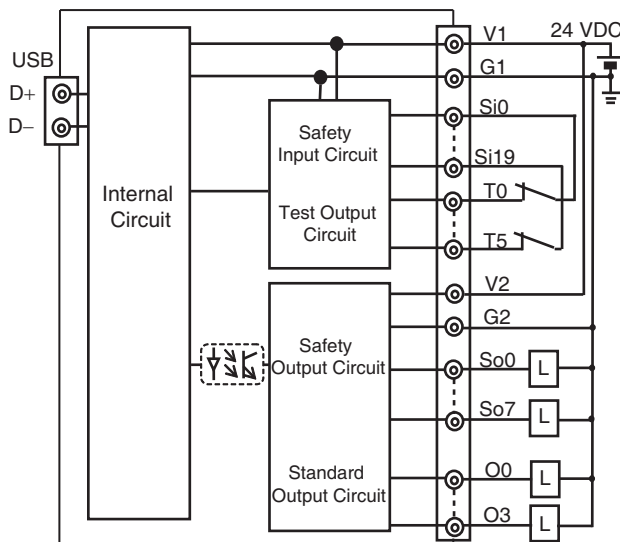 V1
24 VDC
USB
G1
D+
D−
Si0
Safety
Input Circuit
Si19
Internal
Circuit
T0
Test Output
Circuit
T5
V2
G2
Safety
Output Circuit
So0
L
So7
L
Standard
Output Circuit
O0
L
O3
L